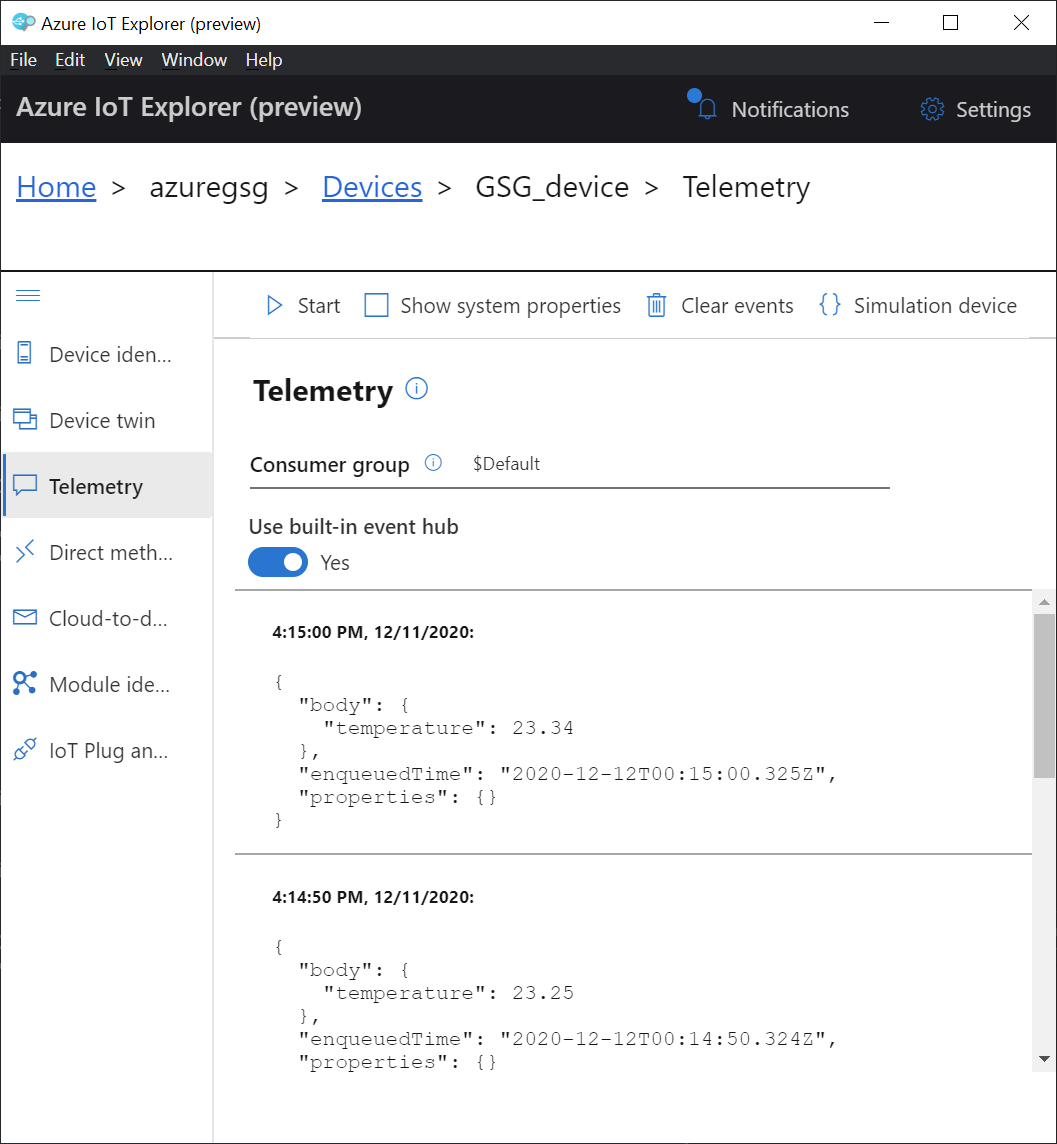 Azure IoT Explorer (preview)
File Edit View Window Help
Azure IoT Explorer (preview) Notifications Settings
Home > azuregsg > Devices > GSG_device > Telemetry
Start Show system properties Clear events {} Simulation device
Device iden...
Device twin
Telemetry
Direct meth...
Cloud-to-d...
Module ide...
IoT Plug an...
Telemetry
Consumer group $Default
Use built-in event hub
Yes
4:15:00 PM, 12/11/2020:
{
"body": {
"temperature": 23.34
},
"enqueuedTime": "2020-12-12T00:15:00.325Z",
"properties": {}
}
4:14:50 PM, 12/11/2020:
{
"body": {
"temperature": 23.25
},
"enqueuedTime": "2020-12-12T00:14:50.324Z",
"properties": {}